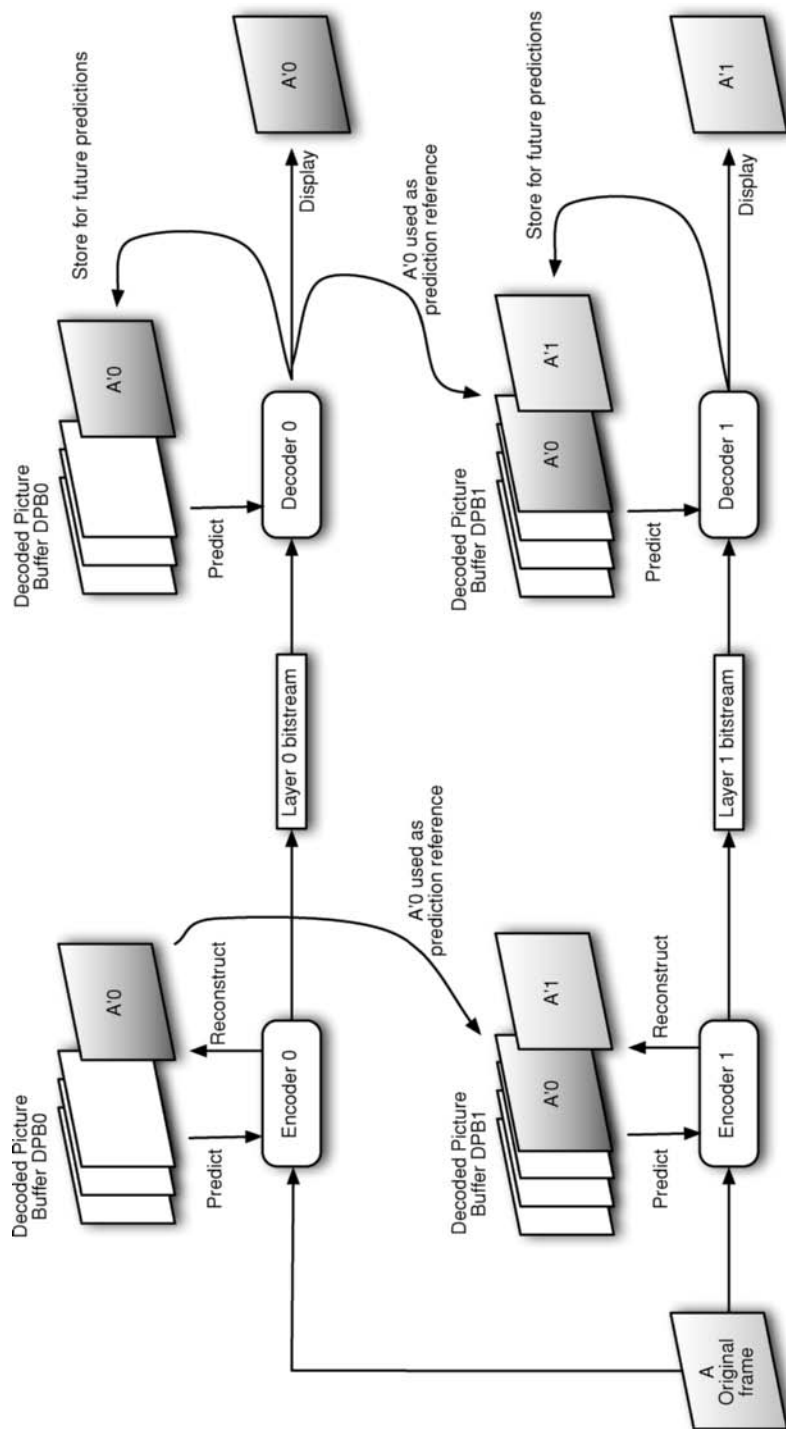 Decoded Picture
Buffer DPB0
A'0
Predict
Reconstruct
Encoder 0
A'0 used as
prediction reference
Layer 0 bitstream
Decoded Picture
Buffer DPB0
A'0
Store for future predictions
Predict
Decoder 0
Display
A'0
A'0 used as
prediction reference
A
Original
frame
Decoded Picture
Buffer DPB1
A'0
A'1
Predict
Reconstruct
Encoder 1
Layer 1 bitstream
Decoded Picture
Buffer DPB1
A'0
A'1
Store for future predictions
Predict
Decoder 1
Display
A'1